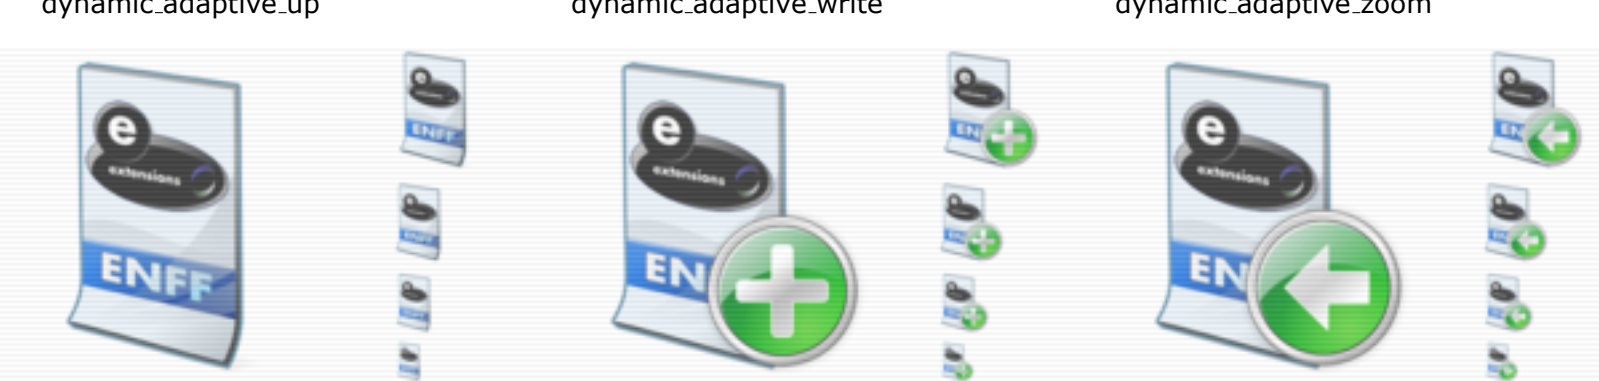 dynamic_adaptive_up dynamic_adaptive_write dynamic_adaptive_zoom
e e e
extensions extensions extensions
ENFF EN EN